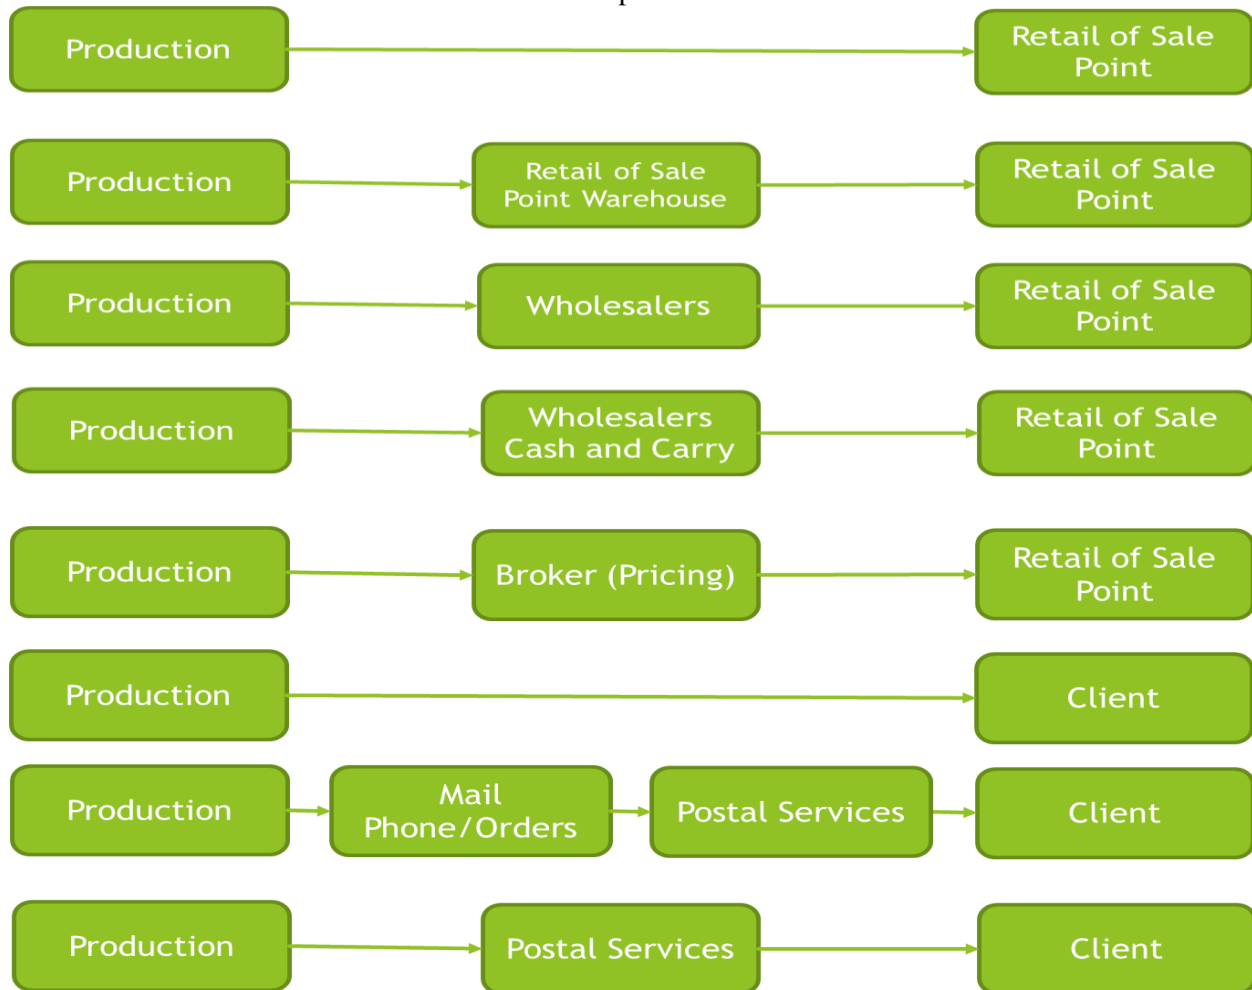 Production
Retail of Sale
Point
Production
Retail of Sale
Point Warehouse
Retail of Sale
Point
Production
Wholesalers
Retail of Sale
Point
Production
Wholesalers
Cash and Carry
Retail of Sale
Point
Production
Broker (Pricing)
Retail of Sale
Point
Production
Client
Production
Mail
Phone/Orders
Postal Services
Client
Production
Postal Services
Client